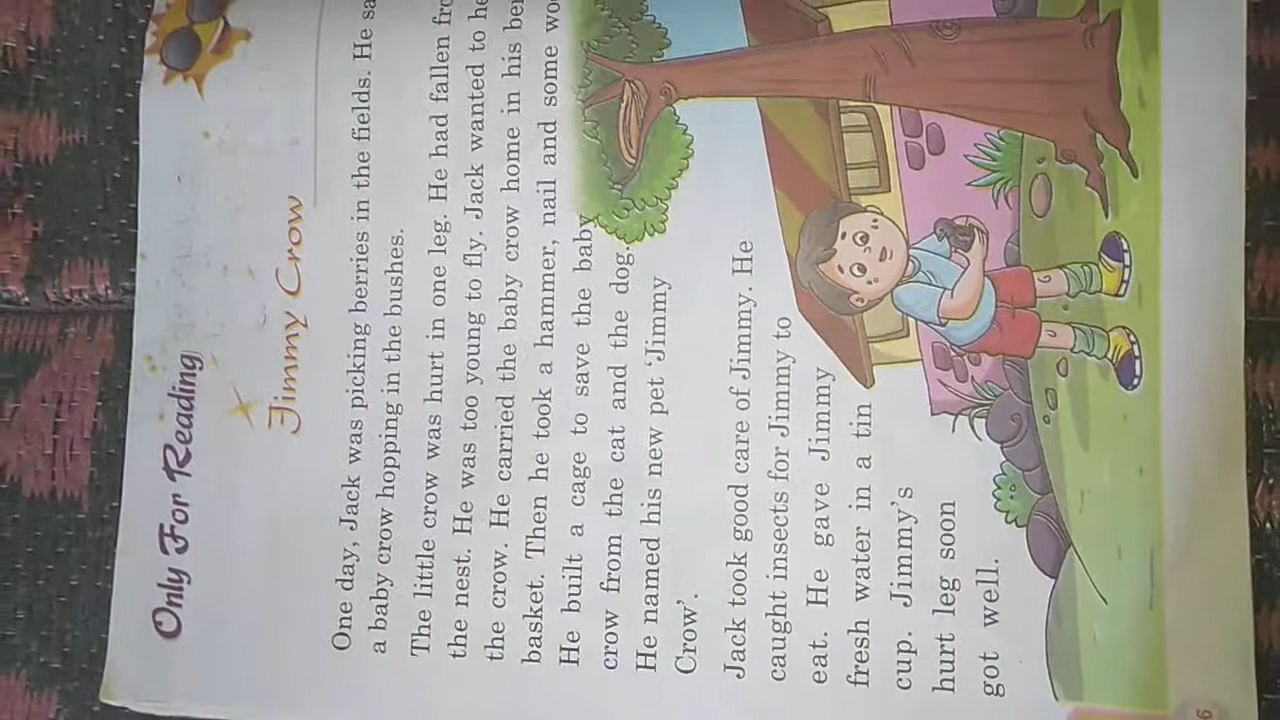 Only For Reading
Jimmy Crow
One day, Jack was picking berries in the fields. He
a baby crow hopping in the bushes.
The little crow was hurt in one leg. He had fallen
the nest. He was too young to fly. Jack wanted to
the crow. He carried the baby crow home in his
basket. Then he took a hammer, nail and some
He built a cage to save the baby
crow from the cat and the dog.
He named his new pet ‘Jimmy
Crow’.
Jack took good care of Jimmy. He
caught insects for Jimmy to
eat. He gave Jimmy
fresh water in a tin
cup. Jimmy’s
hurt leg soon
got well.